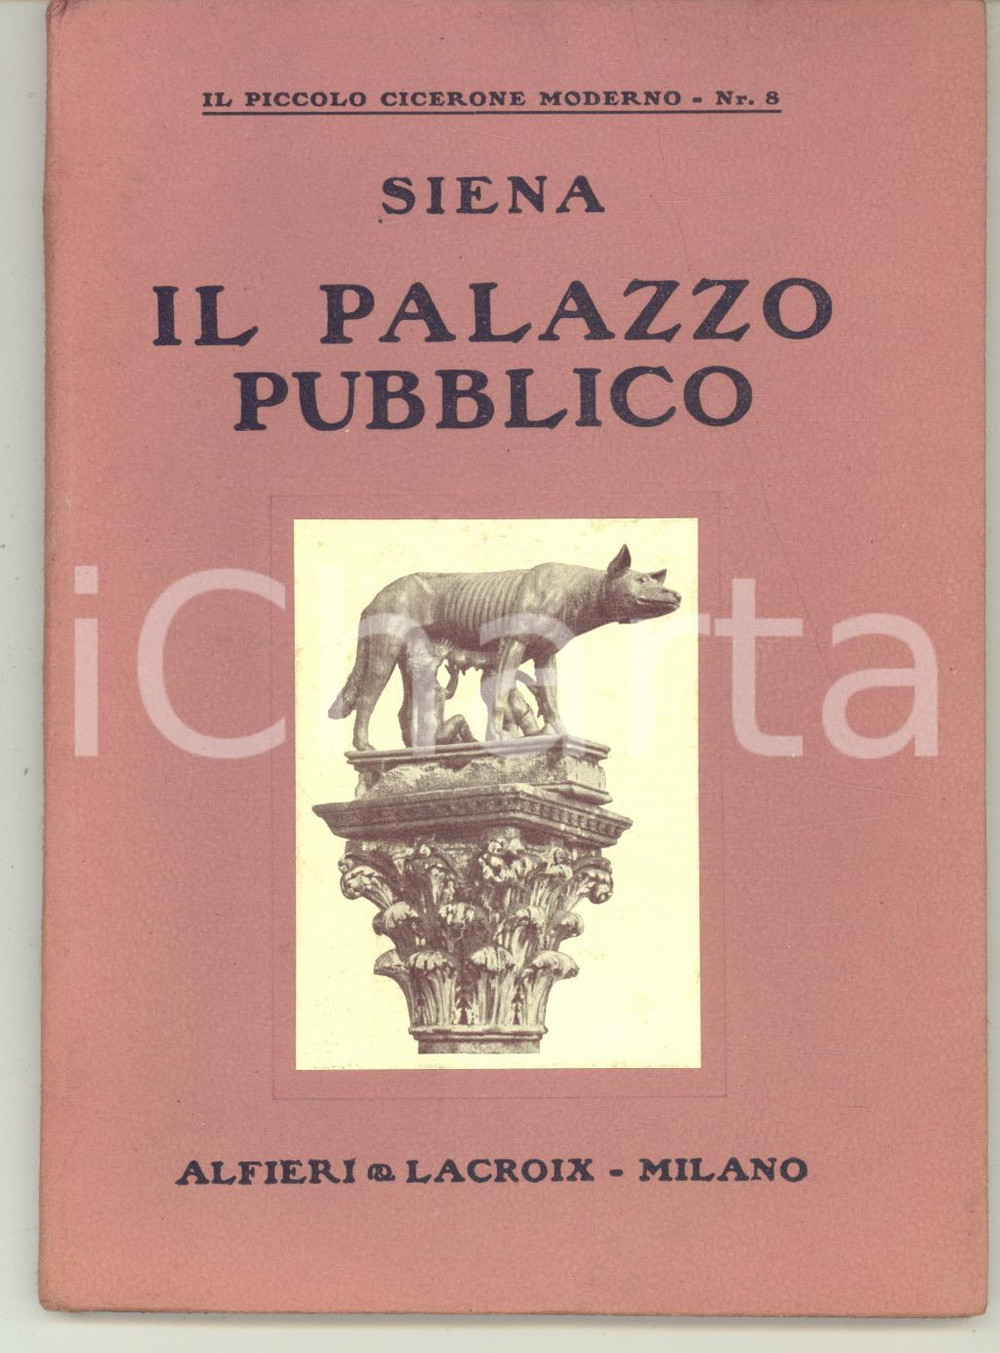 IL PICCOLO CICERONE MODERNO - Nr. 8
SIENA
IL PALAZZO
PUBBLICO
iCharta
ALFIERI & LACROIX - MILANO